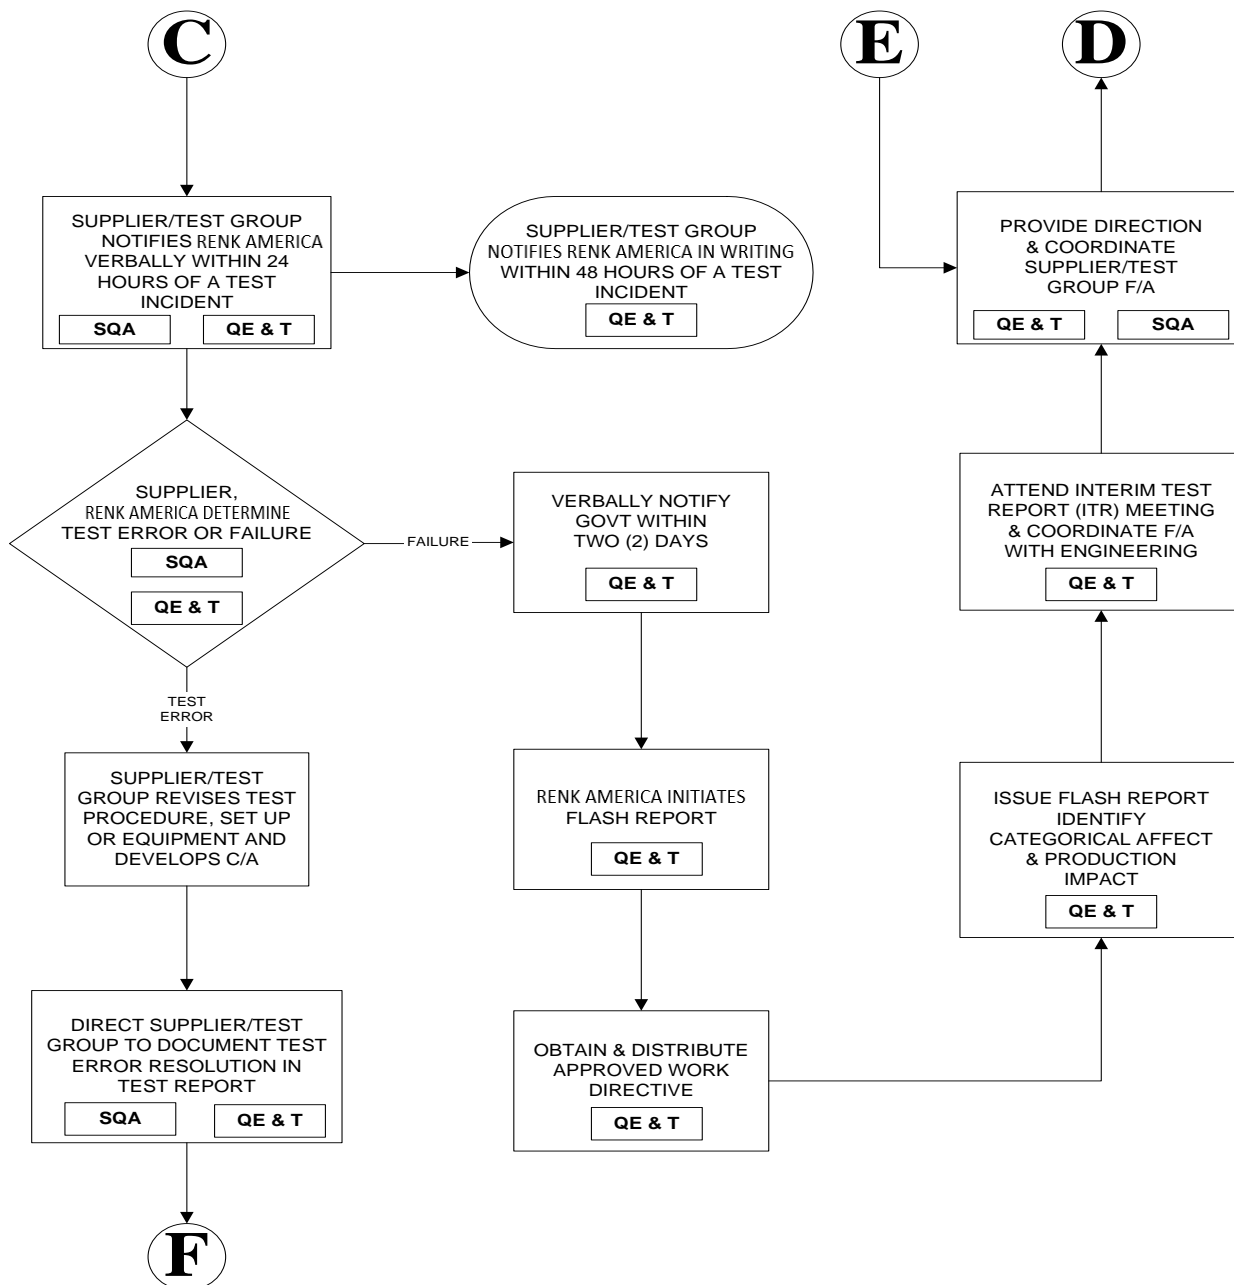 C
SUPPLIER/TEST GROUP
NOTIFIES RENK AMERICA
VERBALLY WITHIN 24
HOURS OF A TEST
INCIDENT
SQA
QE & T
SUPPLIER/TEST GROUP
NOTIFIES RENK AMERICA IN WRITING
WITHIN 48 HOURS OF A TEST
INCIDENT
QE & T
SUPPLIER,
RENK AMERICA DETERMINE
TEST ERROR OR FAILURE
SQA
QE & T
FAILURE
TEST
ERROR
SUPPLIER/TEST
GROUP REVISES TEST
PROCEDURE, SET UP
OR EQUIPMENT AND
DEVELOPS C/A
DIRECT SUPPLIER/TEST
GROUP TO DOCUMENT TEST
ERROR RESOLUTION IN
TEST REPORT
SQA
QE & T
F
VERBALLY NOTIFY
GOVT WITHIN
TWO (2) DAYS
QE & T
RENK AMERICA INITIATES
FLASH REPORT
QE & T
OBTAIN & DISTRIBUTE
APPROVED WORK
DIRECTIVE
QE & T
ISSUE FLASH REPORT
IDENTIFY
CATEGORICAL AFFECT
& PRODUCTION
IMPACT
QE & T
ATTEND INTERIM TEST
REPORT (ITR) MEETING
& COORDINATE F/A
WITH ENGINEERING
QE & T
E
PROVIDE DIRECTION
& COORDINATE
SUPPLIER/TEST
GROUP F/A
QE & T
SQA
D